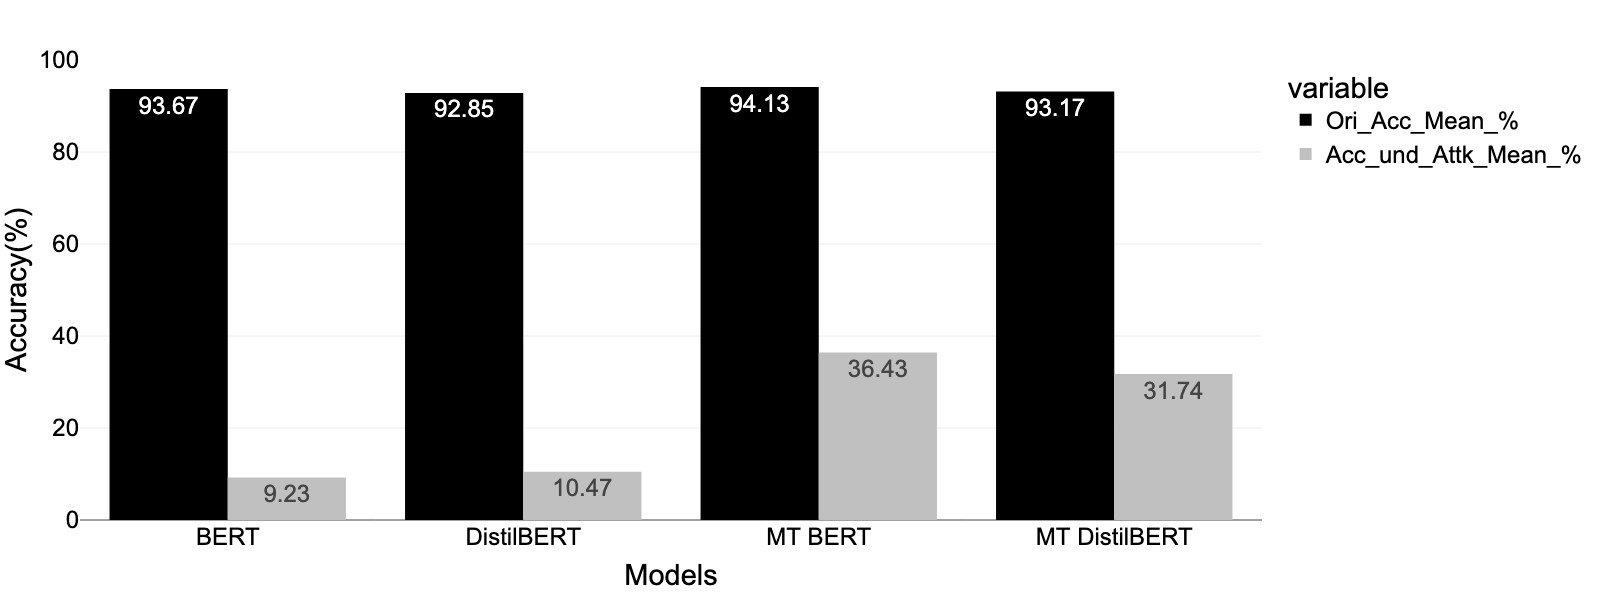 100
80
60
40
20
0
Accuracy(%)
93.67
9.23
92.85
10.47
94.13
36.43
93.17
31.74
BERT
DistilBERT
MT BERT
MT DistilBERT
Models
variable
Ori_Acc_Mean_%
Acc_und_Attk_Mean_%